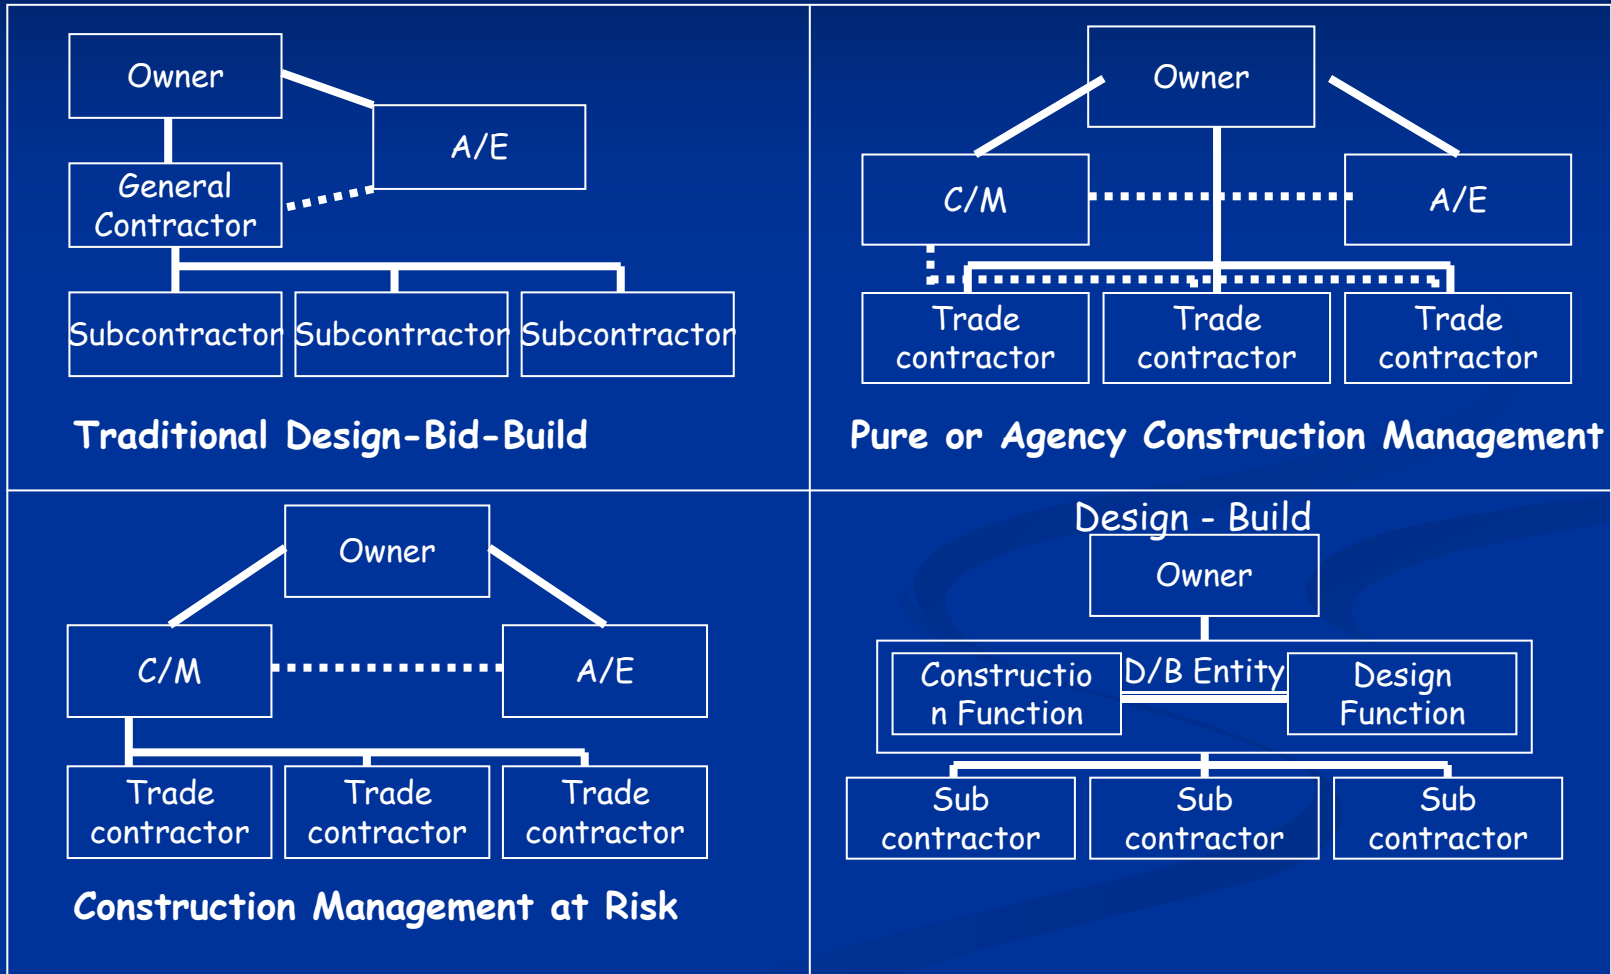 Owner
A/E
General
Contractor
Subcontractor
Subcontractor
Subcontractor
Traditional Design-Bid-Build
Owner
C/M
A/E
Trade
contractor
Trade
contractor
Trade
contractor
Pure or Agency Construction Management
Owner
C/M
A/E
Trade
contractor
Trade
contractor
Trade
contractor
Construction Management at Risk
Design - Build
Owner
Constructio
n Function
D/B Entity
Design
Function
Sub
contractor
Sub
contractor
Sub
contractor